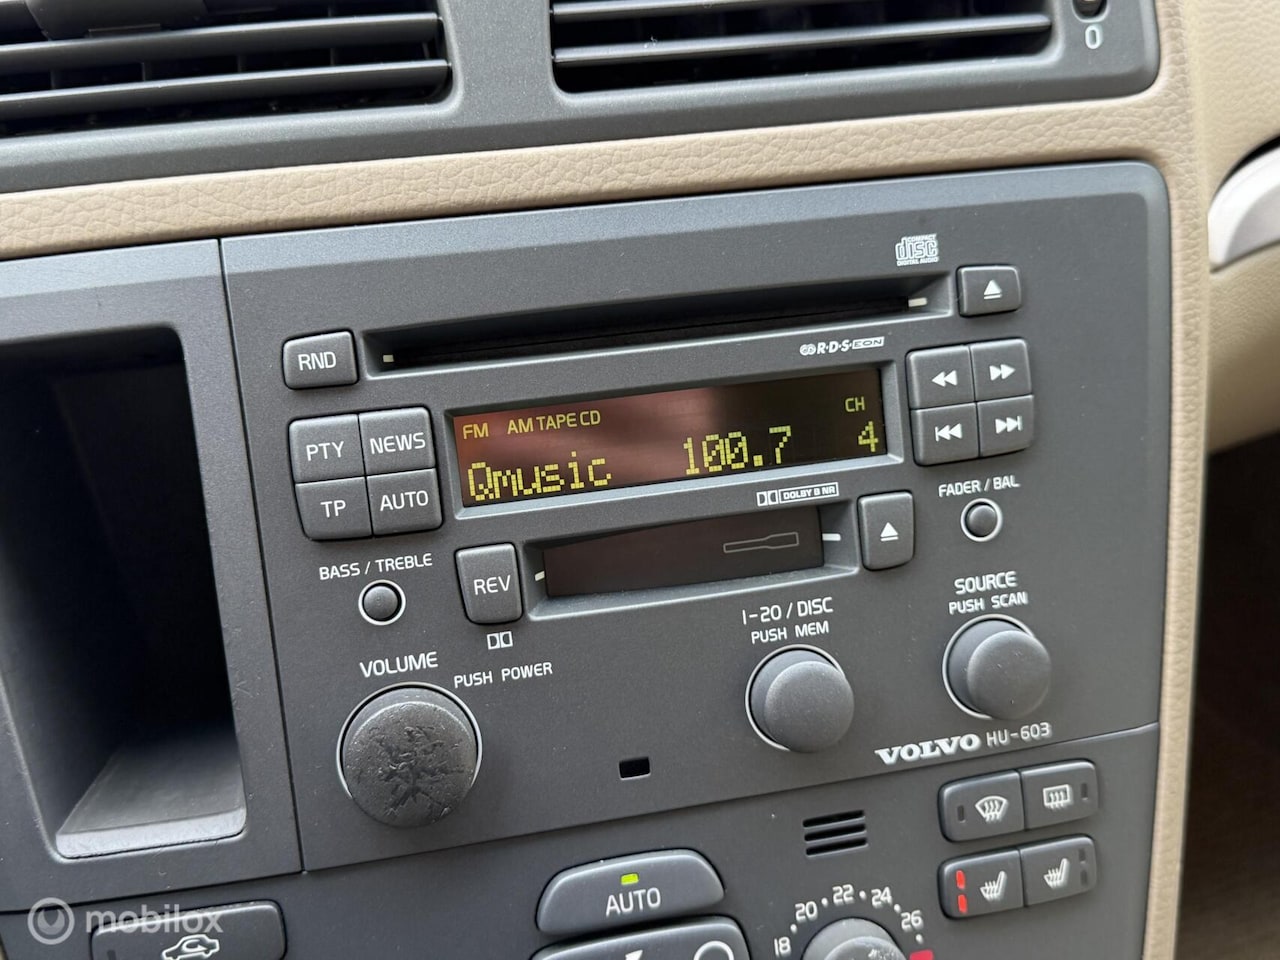 0
COMPACT
disc
DIGITAL AUDIO
RND
R·D·S EON
FM AM TAPE CD CH
Qmusic 100.7 4
PTY NEWS
TP AUTO
DOLBY B NR
FADER / BAL
BASS / TREBLE
REV
SOURCE
PUSH SCAN
1-20 / DISC
PUSH MEM
VOLUME
PUSH POWER
VOLVO HU-603
AUTO
18 20 22 24 26
mobilox